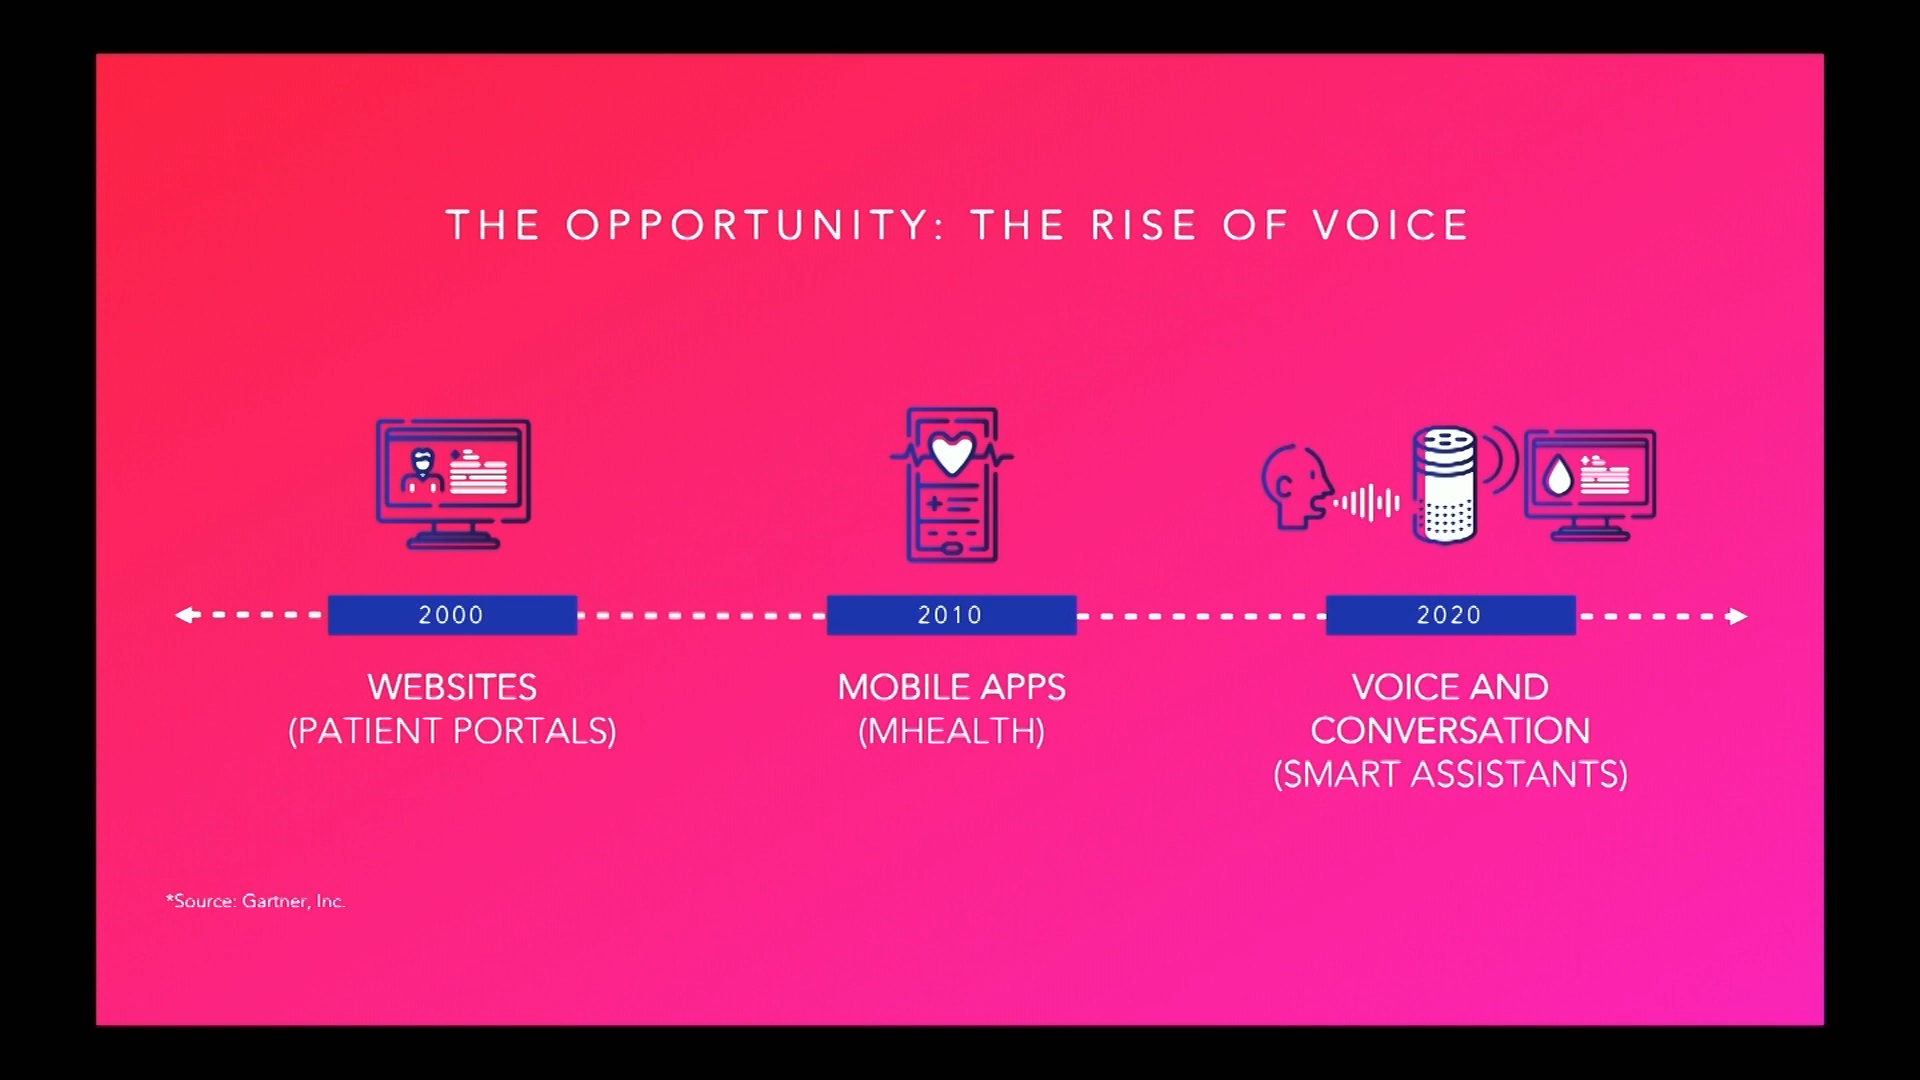 THE OPPORTUNITY: THE RISE OF VOICE
2000
WEBSITES
(PATIENT PORTALS)
2010
MOBILE APPS
(MHEALTH)
2020
VOICE AND
CONVERSATION
(SMART ASSISTANTS)
*Source: Gartner, Inc.